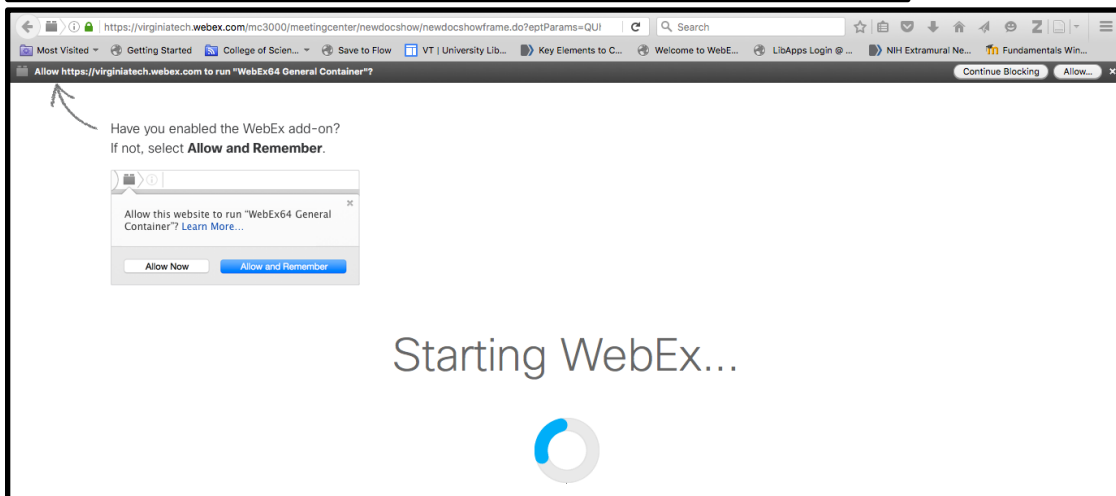 https://virginiatech.webex.com/mc3000/meetingcenter/newdocshow/newdocshowframe.do?eptParams=QUI
Search
Most Visited
Getting Started
College of Scien...
Save to Flow
VT | University Lib...
Key Elements to C...
Welcome to WebE...
LibApps Login @ ...
NIH Extramural Ne...
Fundamentals Win...
Allow https://virginiatech.webex.com to run "WebEx64 General Container"?
Continue Blocking
Allow...
Have you enabled the WebEx add-on?
If not, select Allow and Remember.
Allow this website to run "WebEx64 General
Container"? Learn More...
Allow Now
Allow and Remember
Starting WebEx...